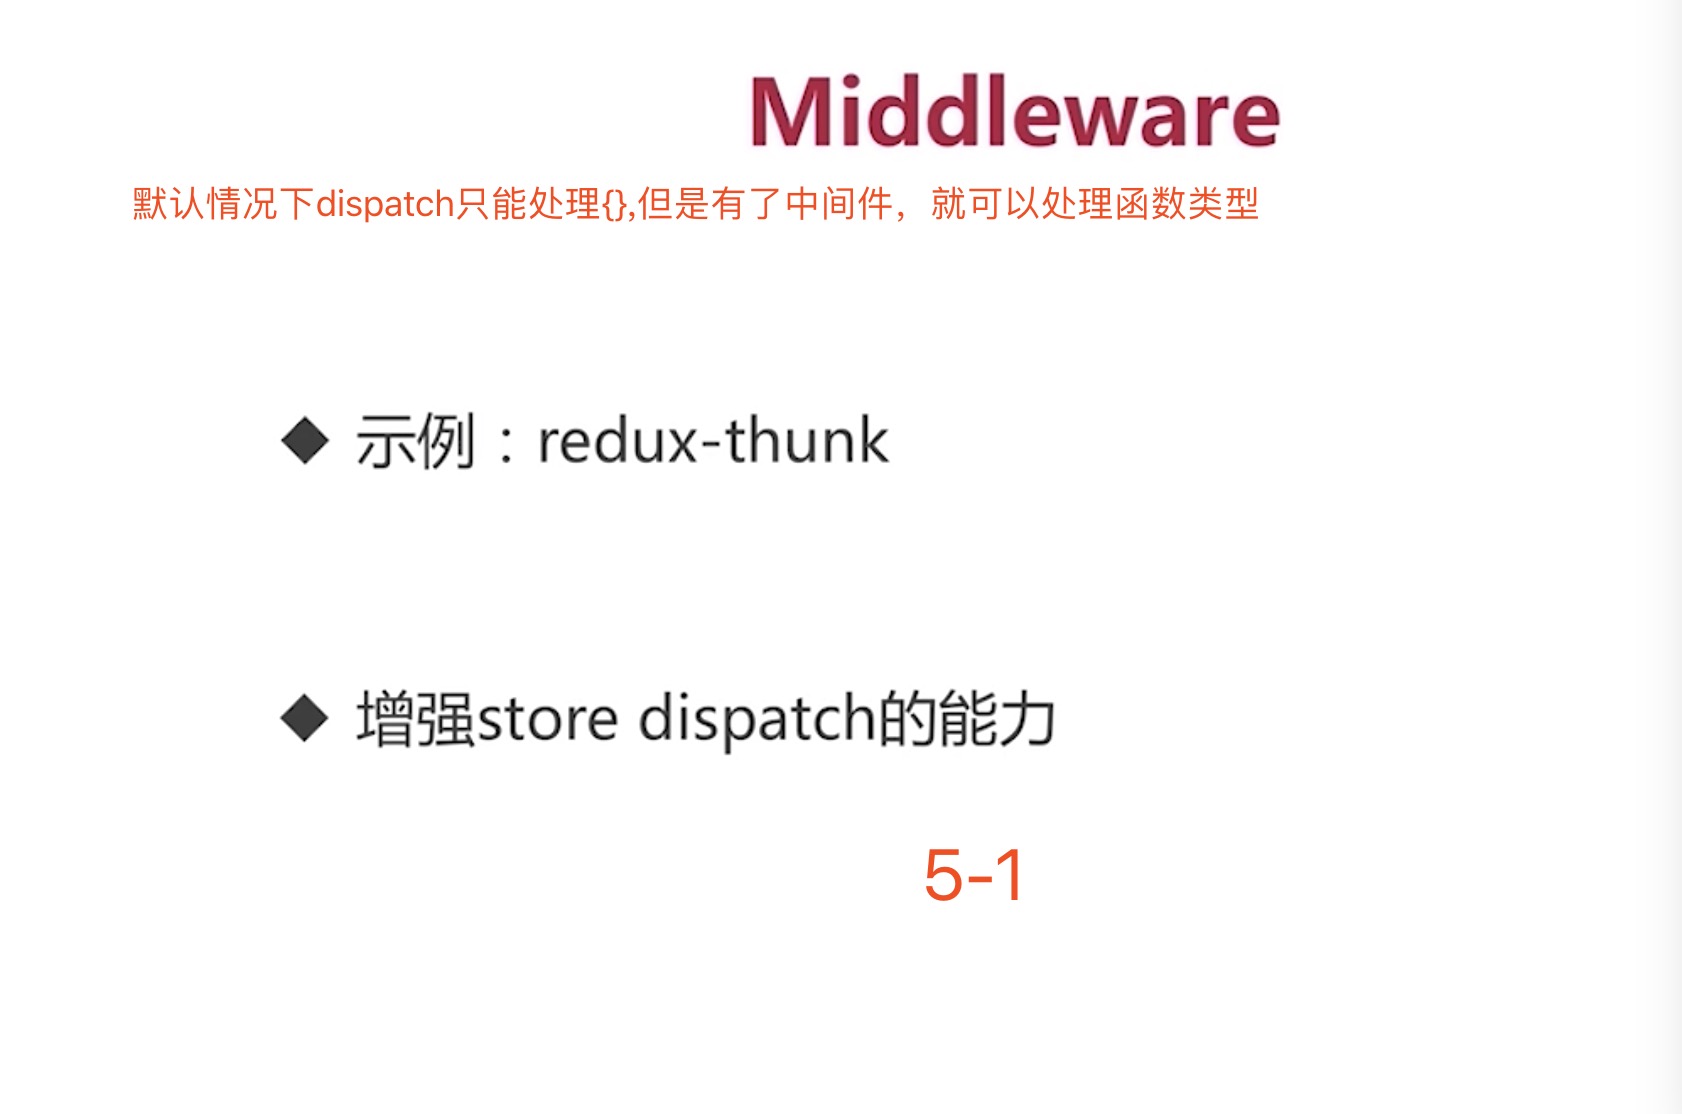 Middleware
默认情况下dispatch只能处理{},但是有了中间件，就可以处理函数类型
◆ 示例：redux-thunk
◆ 增强store dispatch的能力
5-1